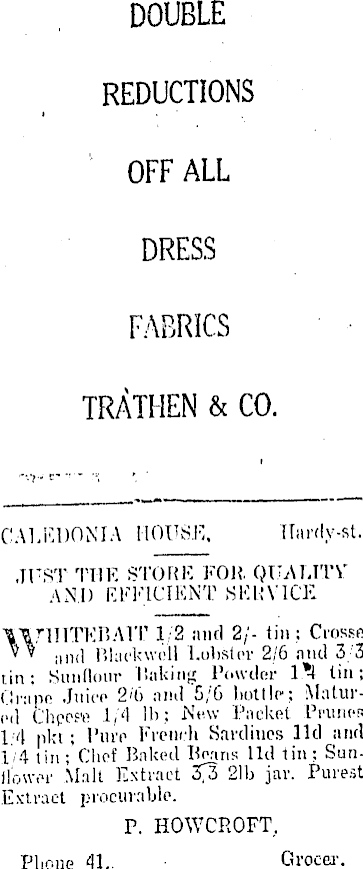 DOUBLE
REDUCTIONS
OFF ALL
DRESS
FABRICS
TRATHEN & CO.
CALEDONIA HOUSE, Hardy-st.
JUST THE STORE FOR QUALITY
AND EFFICIENT SERVICE
WHITEBAIT 1/2 and 2/- tin; Crosse
and Blackwell Lobster 2/6 and 3/3
tin; Sunflour Baking Powder tin;
Grape Juice 2/6 and 5/6 bottle; Matur-
ed Cheese 1/4 lb; New Packet Prunes
1/4 pkt; Pure French Sardines 11d and
1/4 tin; Chef Baked Beans 11d tin; Sun-
flower Malt Extract 3/3 2lb jar. Purest
Extract procurable.
P. HOWCROFT,
Phone 41. Grocer.